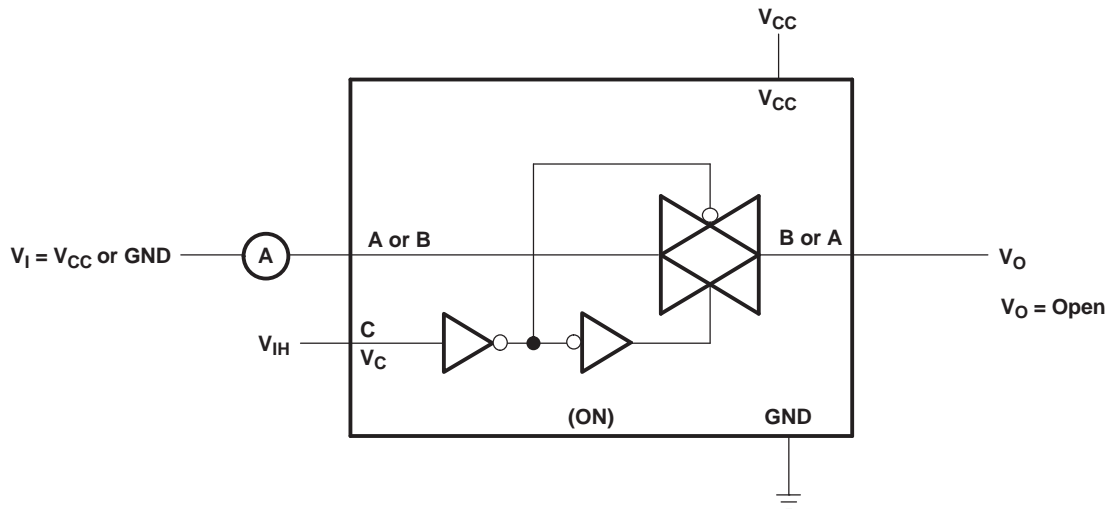 VCC
VCC
A or B
B or A
VI = VCC or GND
A
VO
VO = Open
C
VIH
VC
(ON)
GND